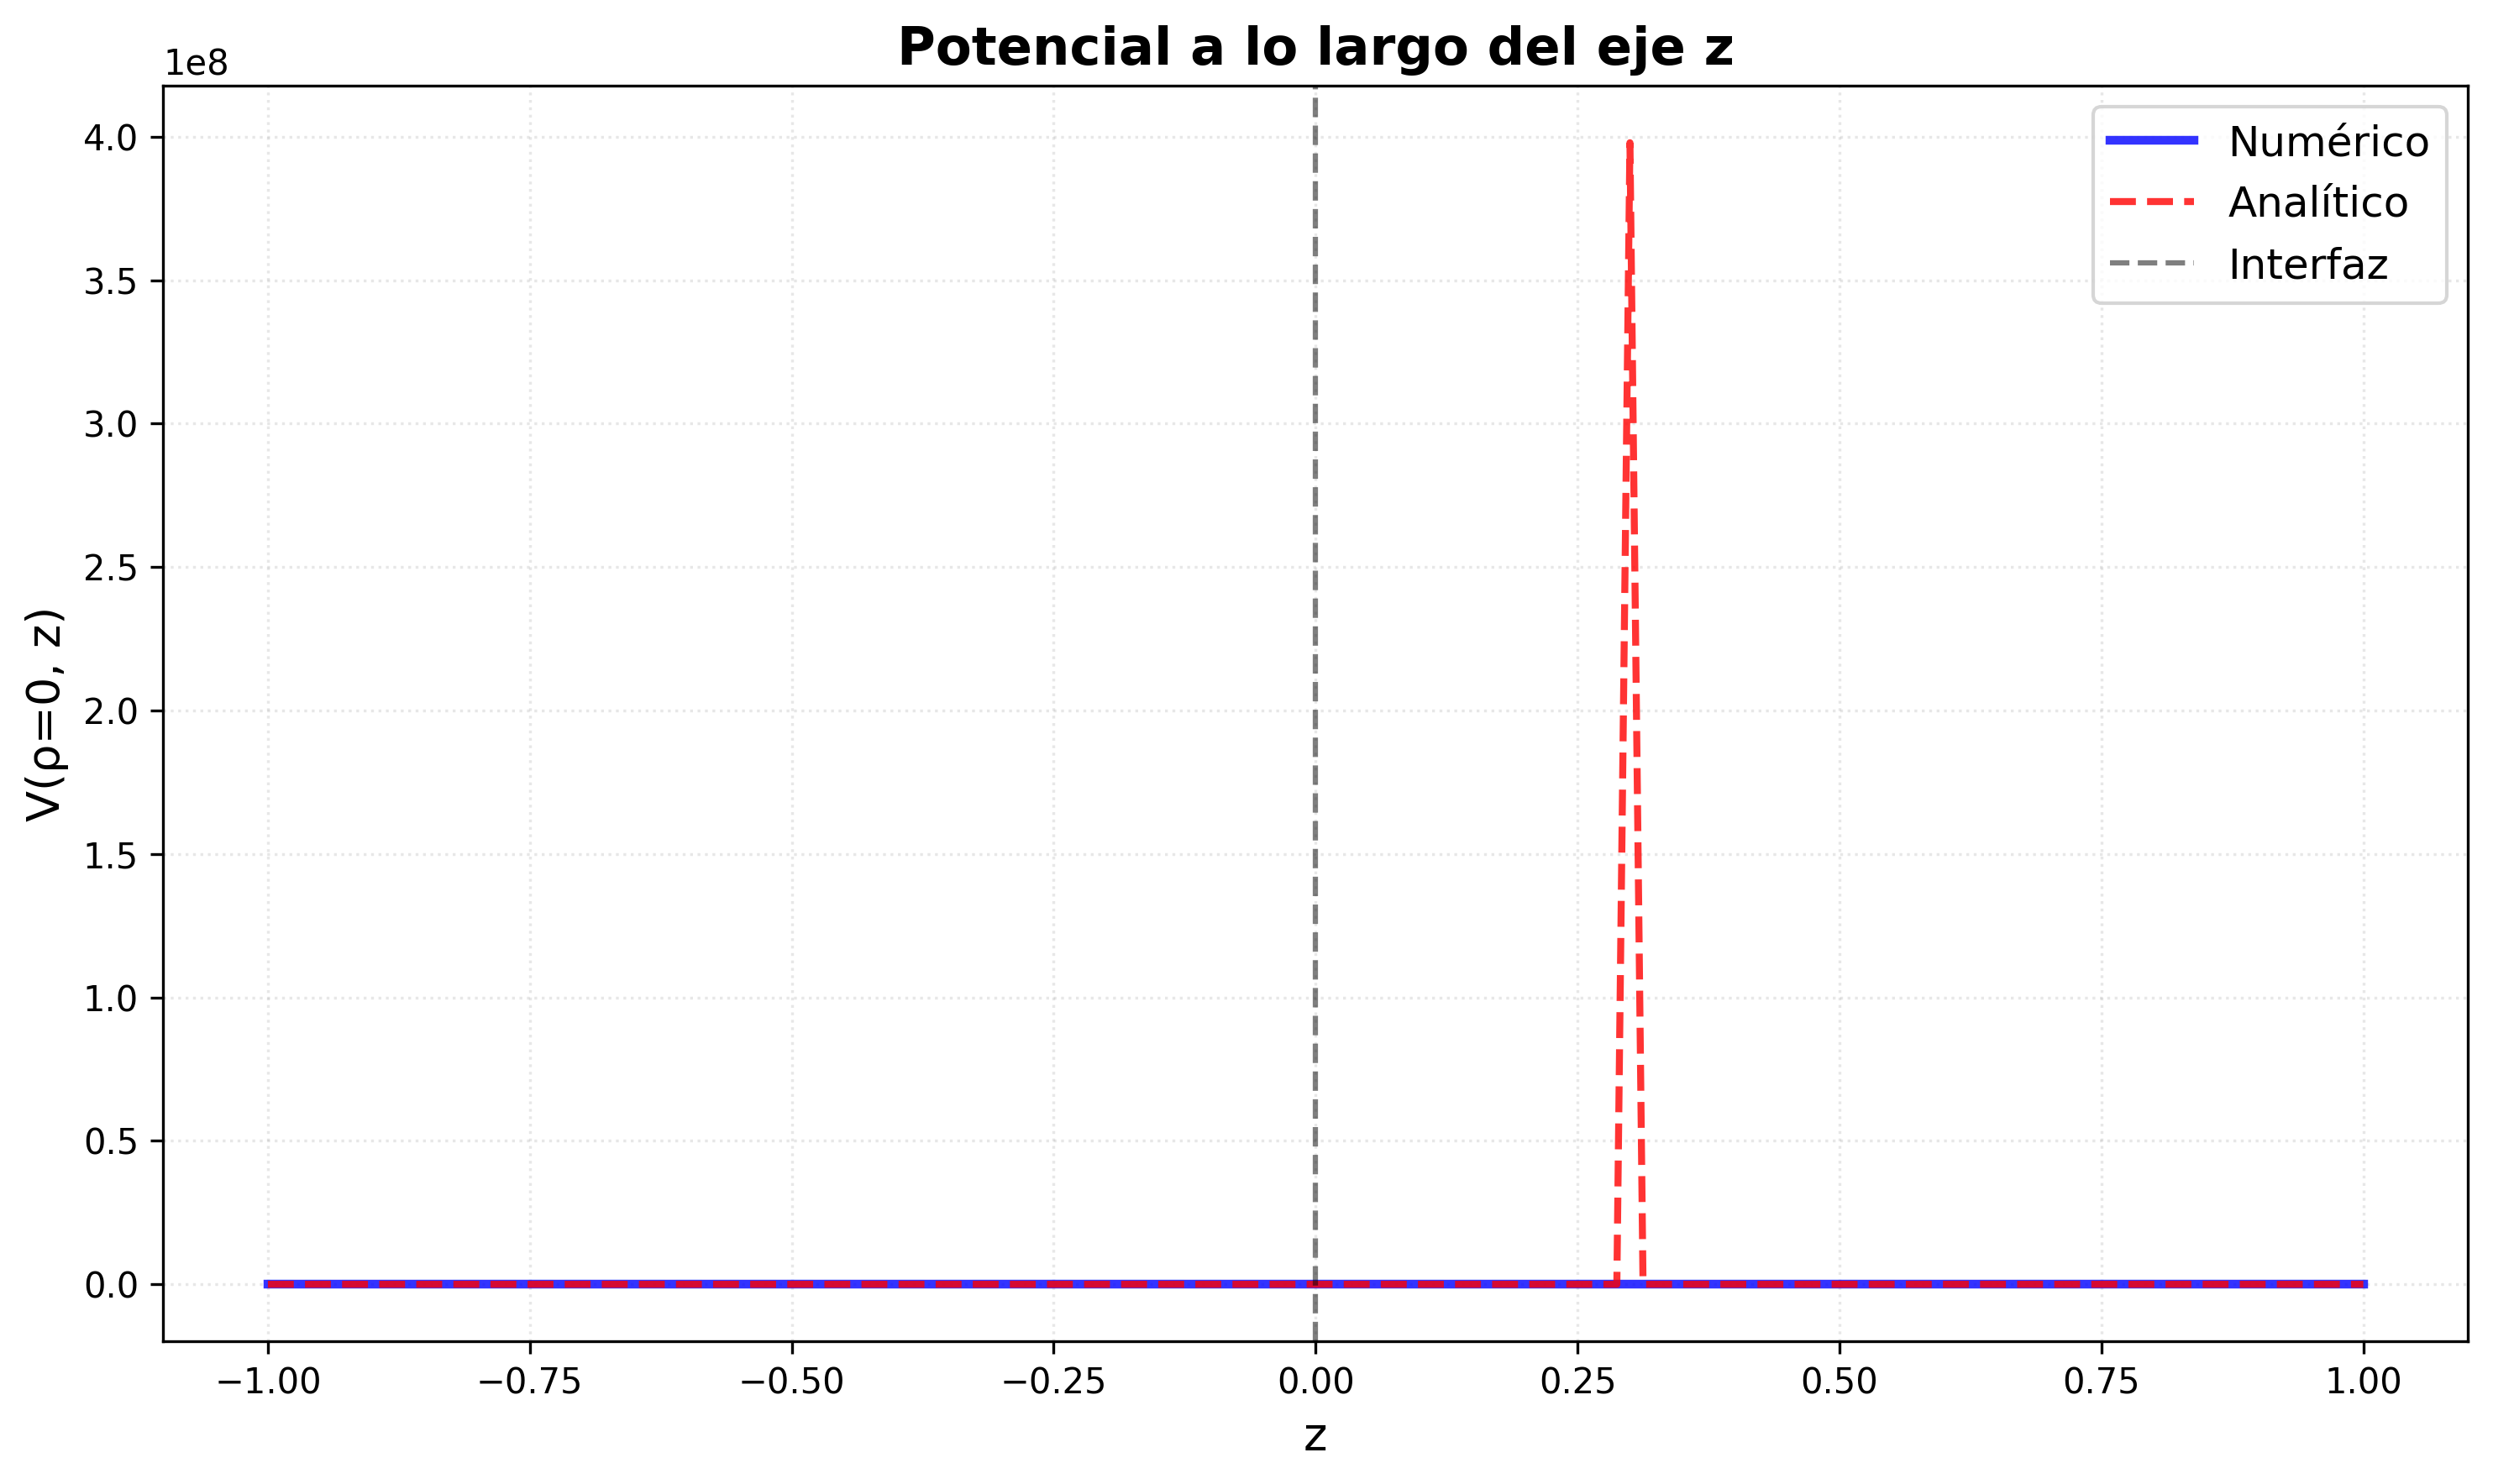 Potencial a lo largo del eje z
1e8
4.0
3.5
3.0
2.5
2.0
1.5
1.0
0.5
0.0
V(ρ=0, z)
Numérico
Analítico
Interfaz
−1.00 −0.75 −0.50 −0.25 0.00 0.25 0.50 0.75 1.00
z